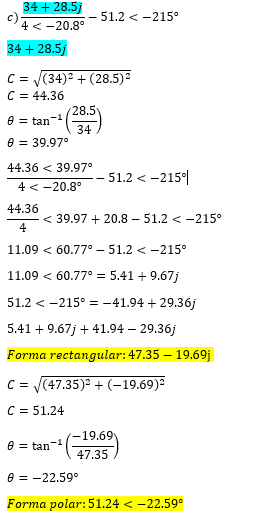 c) (34 + 28.5j)/(4 < −20.8°) − 51.2 < −215°
34 + 28.5j
C = √((34)² + (28.5)²)
C = 44.36
θ = tan⁻¹(28.5/34)
θ = 39.97°
(44.36 < 39.97°)/(4 < −20.8°) − 51.2 < −215°
44.36/4 < 39.97 + 20.8 − 51.2 < −215°
11.09 < 60.77° − 51.2 < −215°
11.09 < 60.77° = 5.41 + 9.67j
51.2 < −215° = −41.94 + 29.36j
5.41 + 9.67j + 41.94 − 29.36j
Forma rectangular: 47.35 − 19.69j
C = √((47.35)² + (−19.69)²)
C = 51.24
θ = tan⁻¹(−19.69/47.35)
θ = −22.59°
Forma polar: 51.24 < −22.59°